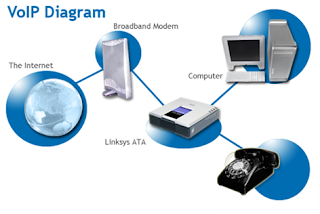 VoIP Diagram
Broadband Modem
The Internet
Computer
Linksys ATA